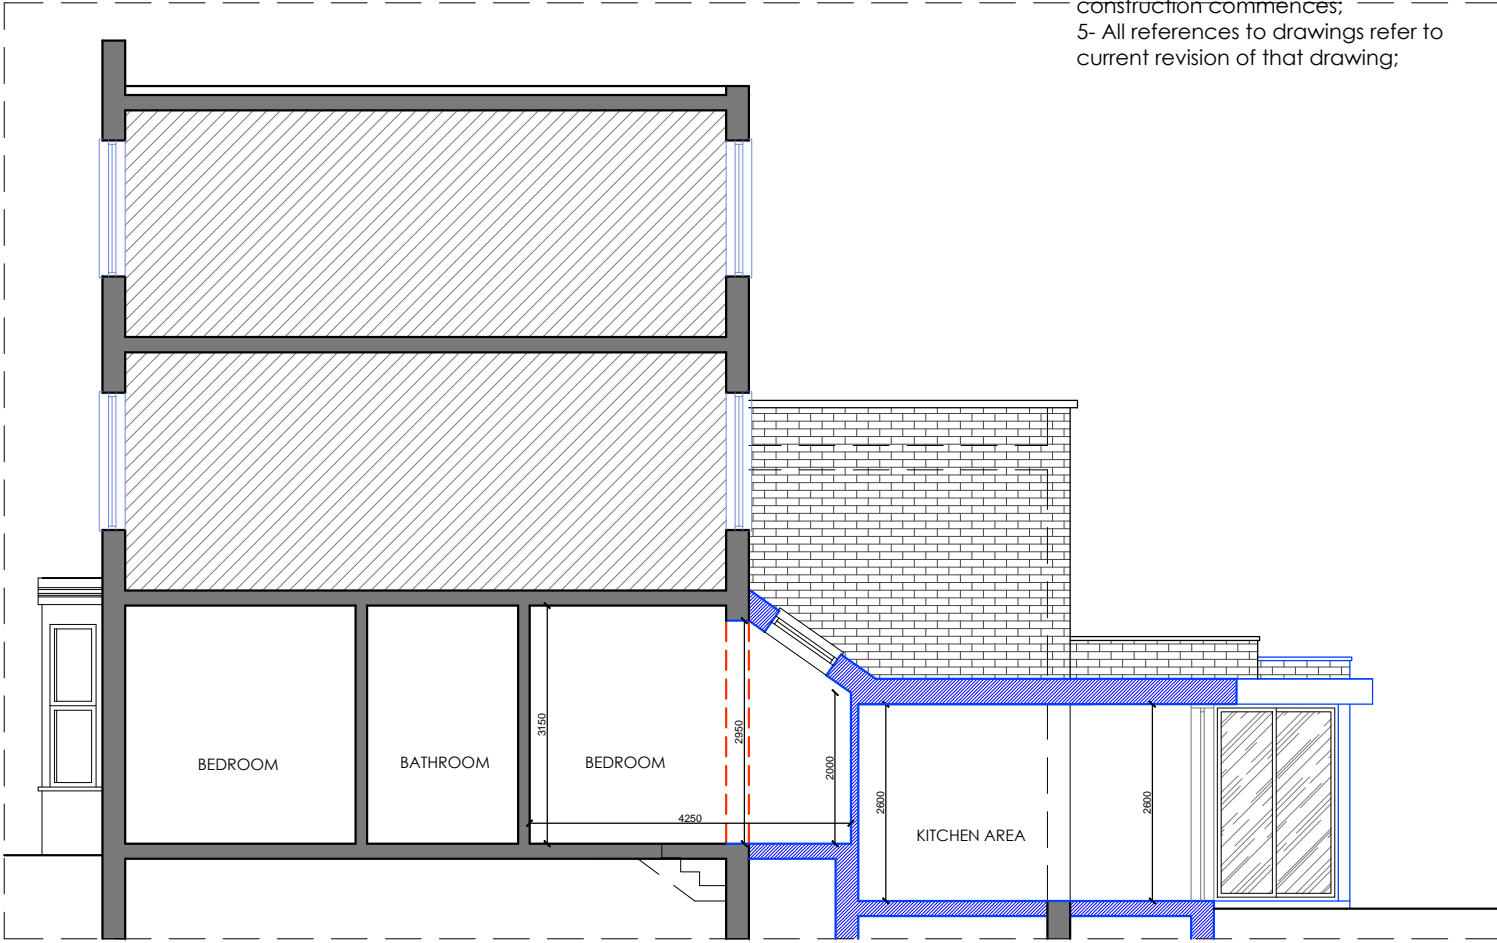 construction commences;
5- All references to drawings refer to
current revision of that drawing;
3150
2950
2000
4250
2600
2600
BEDROOM
BATHROOM
BEDROOM
KITCHEN AREA